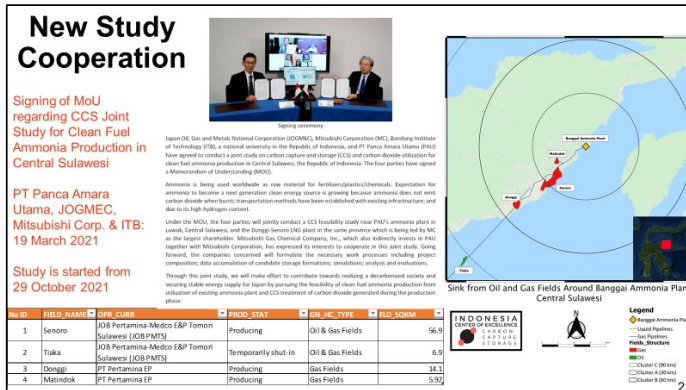 New Study
Cooperation
Signing of MoU
regarding CCS Joint
Study for Clean Fuel
Ammonia Production in
Central Sulawesi
PT Panca Amara
Utama, JOGMEC,
Mitsubishi Corp. & ITB:
19 March 2021
Study is started from
29 October 2021
Signing ceremony
Japan Oil, Gas and Metals National Corporation (JOGMEC), Mitsubishi Corporation (MC), Bandung Institute
of Technology (ITB), a national university in the Republic of Indonesia, and PT Panca Amara Utama (PAU)
have agreed to conduct a joint study on carbon capture and storage (CCS) and carbon dioxide utilization for
clean fuel ammonia production in Central Sulawesi, the Republic of Indonesia. The four parties have signed
a Memorandum of Understanding (MOU).
Ammonia is being used worldwide as raw material for fertilizers/plastics/chemicals. Expectation for
ammonia to become a next generation clean energy source is growing because ammonia does not emit
carbon dioxide when burnt; transportation methods have been established with existing infrastructure; and
due to its high hydrogen content.
Under the MOU, the four parties will jointly conduct a CCS feasibility study near PAU's ammonia plant in
Luwuk, Central Sulawesi, and the Donggi-Senoro LNG plant in the same province which is being led by MC
as the largest shareholder. Mitsubishi Gas Chemical Company, Inc., which also indirectly invests in PAU
together with Mitsubishi Corporation, has expressed its interests to cooperate in this joint study. Going
forward, the companies concerned will formulate the necessary work processes including project
composition; data accumulation of candidate storage formations; simulations; analysis and evaluations.
Through this joint study, we will make effort to contribute towards realizing a decarbonized society and
securing stable energy supply for Japan by pursuing the feasibility of clean fuel ammonia production from
utilization of existing ammonia plant and CCS treatment of carbon dioxide generated during the production
phase.
Banggai Ammonia Plant
Matindok
Senoro
Donggi
Tiaka
Sink from Oil and Gas Fields Around Banggai Ammonia Plan
Central Sulawesi
No ID FIELD_NAME OPR_CURR PROD_STAT GN_HC_TYPE FLD_SQKM
1 Senoro JOB Pertamina-Medco E&P Tomori Sulawesi (JOB PMTS) Producing Oil & Gas Fields 56.9
2 Tiaka JOB Pertamina-Medco E&P Tomori Sulawesi (JOB PMTS) Temporarily shut-in Oil & Gas Fields 6.9
3 Donggi PT Pertamina EP Producing Gas Fields 14.1
4 Matindok PT Pertamina EP Producing Gas Fields 5.92
INDONESIA
CENTER OF EXCELLENCE
CARBON
CAPTURE
STORAGE
N
Legend
Banggai Ammonia Pla
Liquid Pipelines
Gas Pipelines
Fields_Structure
Gas
Oil
Cluster C (90 km)
Cluster A (30 km)
Cluster B (60 km)
2